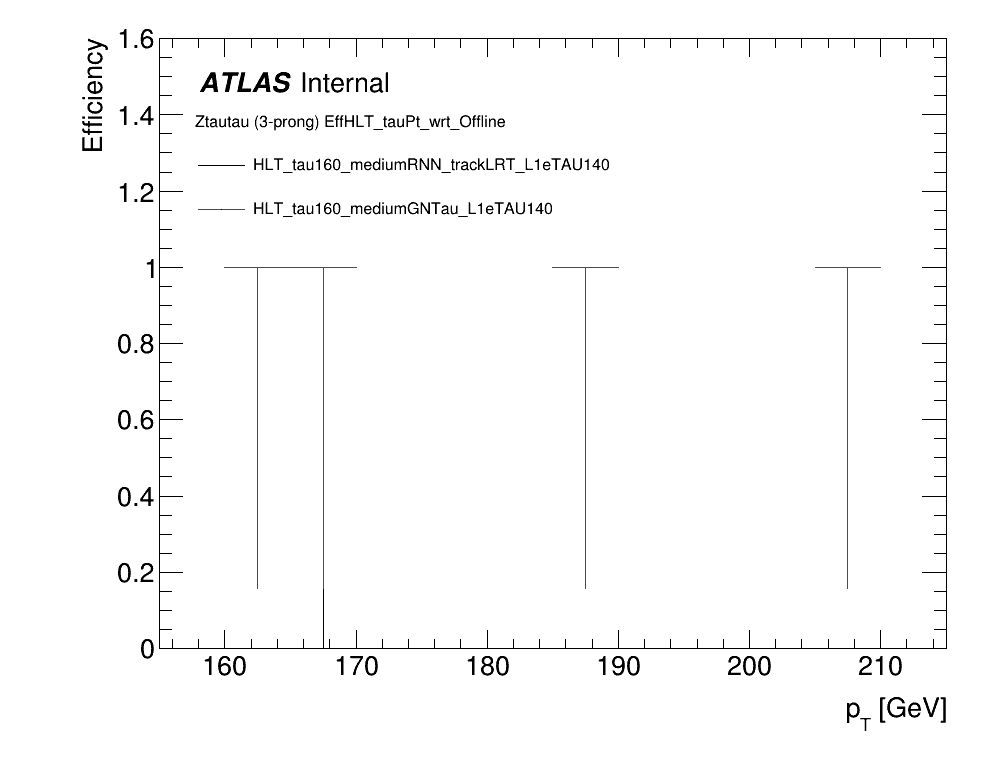 1.6
1.4
1.2
1
0.8
0.6
0.4
0.2
0
Efficiency
ATLAS Internal
Ztautau (3-prong) EffHLT_tauPt_wrt_Offline
HLT_tau160_mediumRNN_trackLRT_L1eTAU140
HLT_tau160_mediumGNTau_L1eTAU140
160 170 180 190 200 210
pT [GeV]